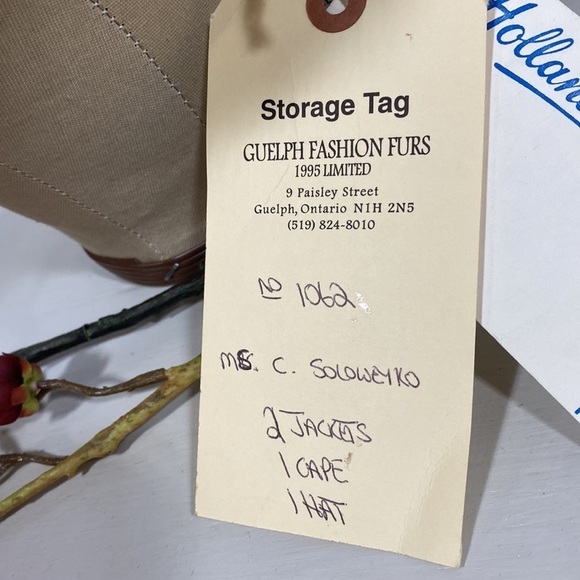 Storage Tag
GUELPH FASHION FURS
1995 LIMITED
9 Paisley Street
Guelph, Ontario N1H 2N5
(519) 824-8010
No 1062
C. SOLOWEYKO
2 JACKETS
1 CAPE
1 HAT